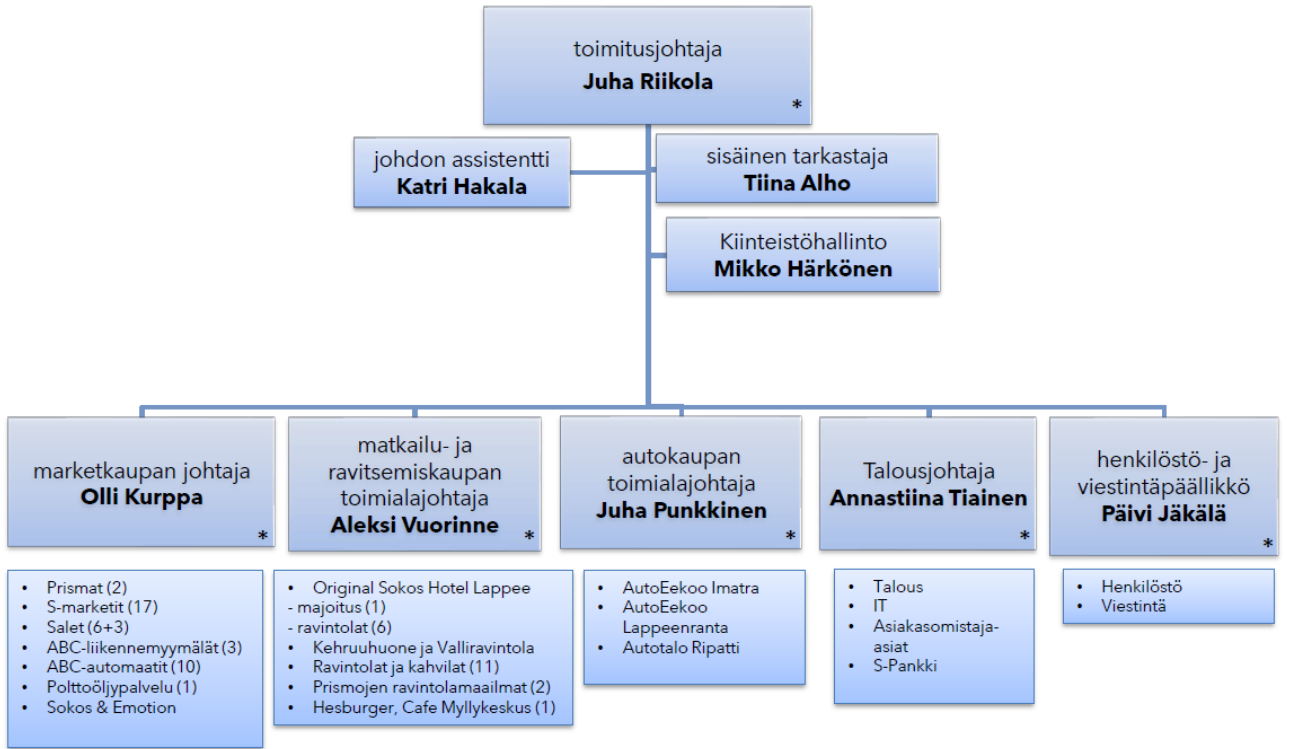 toimitusjohtaja
Juha Riikola
*
johdon assistentti
Katri Hakala
sisäinen tarkastaja
Tiina Alho
Kiinteistöhallinto
Mikko Härkönen
marketkaupan johtaja
Olli Kurppa
*
matkailu- ja
ravitsemiskaupan
toimialajohtaja
Aleksi Vuorinne
*
autokaupan
toimialajohtaja
Juha Punkkinen
*
Talousjohtaja
Annastiina Tiainen
*
henkilöstö- ja
viestintäpäällikkö
Päivi Jäkälä
*
• Prismat (2)
• S-marketit (17)
• Salet (6+3)
• ABC-liikennemyymälät (3)
• ABC-automaatit (10)
• Polttoöljypalvelu (1)
• Sokos & Emotion
• Original Sokos Hotel Lappee
- majoitus (1)
- ravintolat (6)
• Kehruuhuone ja Valliravintola
• Ravintolat ja kahvilat (11)
• Prismojen ravintolamaailmat (2)
• Hesburger, Cafe Myllykeskus (1)
• AutoEekoo Imatra
• AutoEekoo
Lappeenranta
• Autotalo Ripatti
• Talous
• IT
• Asiakasomistaja-
asiat
• S-Pankki
• Henkilöstö
• Viestintä